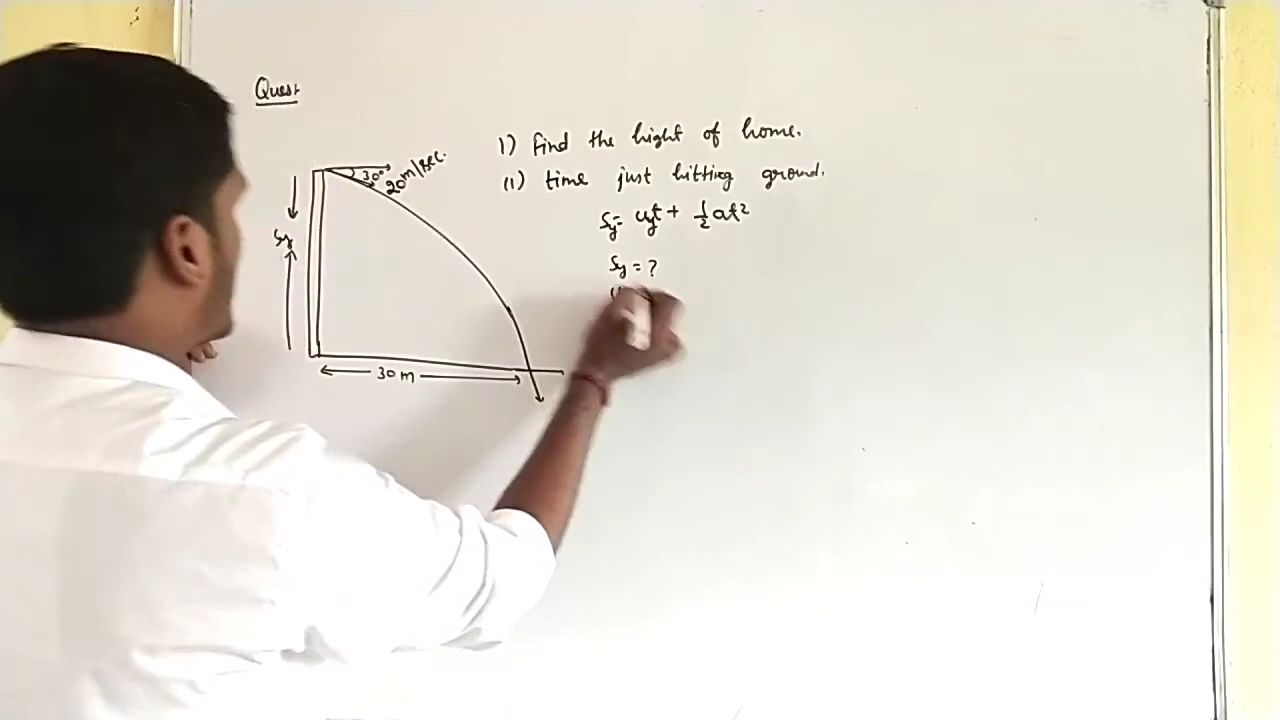 Quest
1) find the hight of home.
(1) time just hitting ground.
30°
20m/sec.
Sy= uyt + 1/2 at²
Sy
Sy = ?
30 m